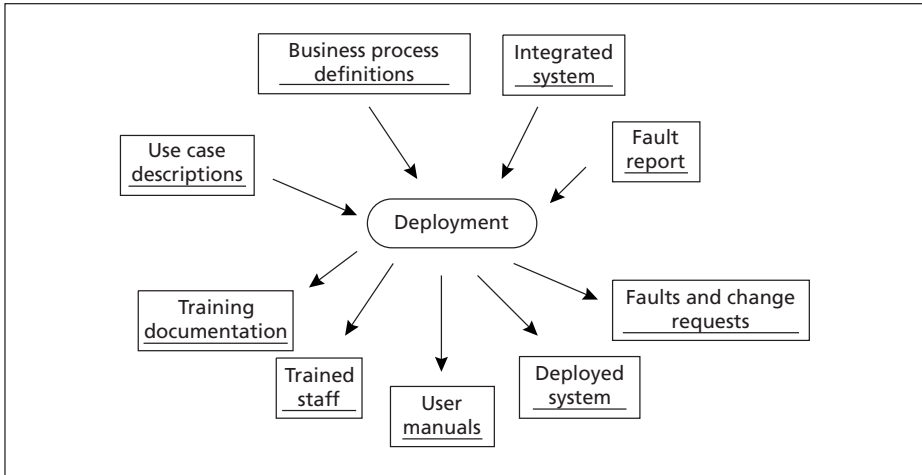 Business process
definitions
Integrated
system
Fault
report
Use case
descriptions
Deployment
Training
documentation
Faults and change
requests
Trained
staff
Deployed
system
User
manuals